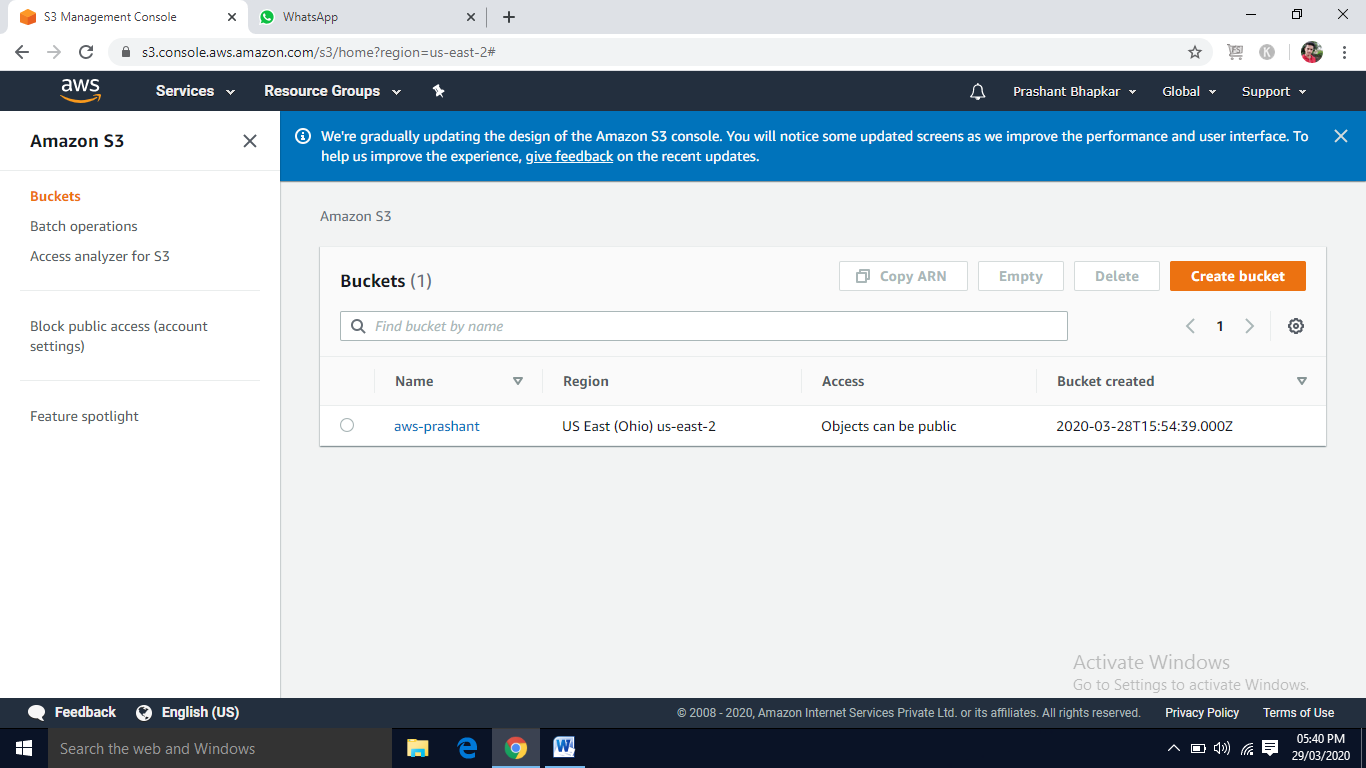 S3 Management Console
WhatsApp
s3.console.aws.amazon.com/s3/home?region=us-east-2#
K
aws
Services
Resource Groups
Prashant Bhapkar
Global
Support
Amazon S3
We're gradually updating the design of the Amazon S3 console. You will notice some updated screens as we improve the performance and user interface. To
help us improve the experience, give feedback on the recent updates.
Buckets
Batch operations
Access analyzer for S3
Block public access (account
settings)
Feature spotlight
Amazon S3
Buckets (1)
Copy ARN
Empty
Delete
Create bucket
Find bucket by name
1
Name
Region
Access
Bucket created
aws-prashant
US East (Ohio) us-east-2
Objects can be public
2020-03-28T15:54:39.000Z
Activate Windows
Go to Settings to activate Windows.
Feedback
English (US)
© 2008 - 2020, Amazon Internet Services Private Ltd. or its affiliates. All rights reserved.
Privacy Policy
Terms of Use
Search the web and Windows
05:40 PM
29/03/2020